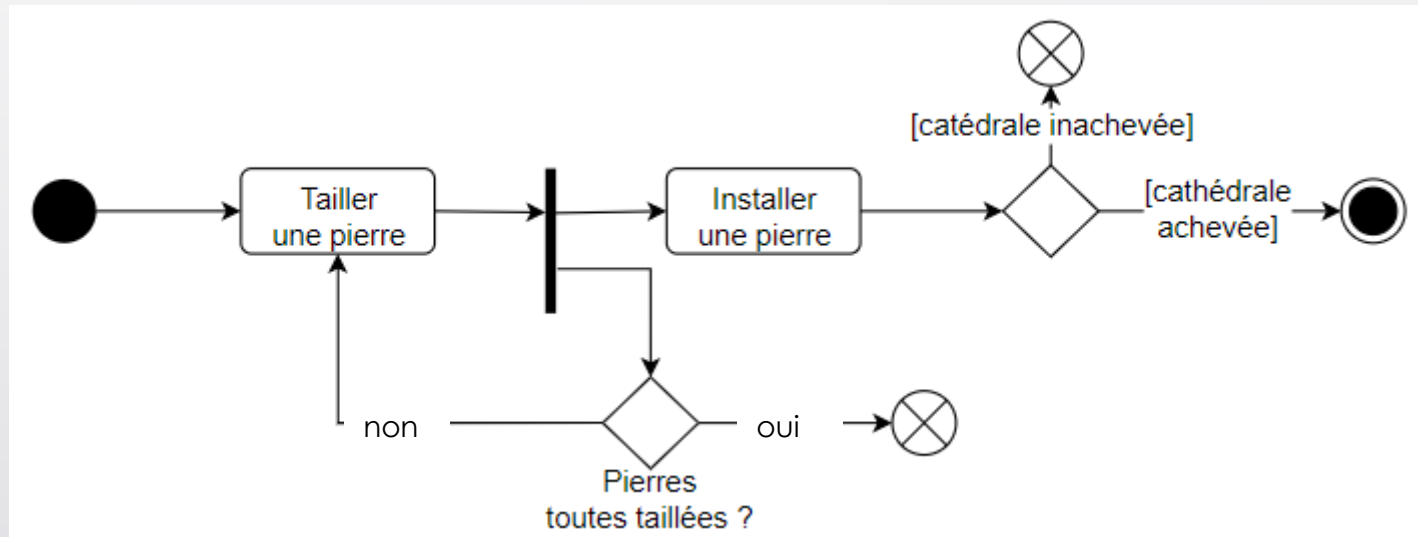 [catédrale inachevée]
Tailler
une pierre
Installer
une pierre
[cathédrale
achevée]
non
oui
Pierres
toutes taillées ?